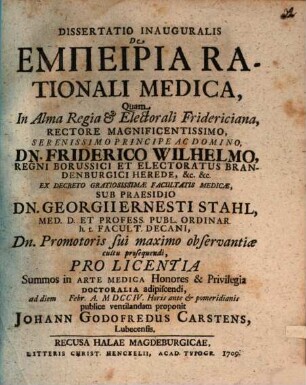 DISSERTATIO INAUGURALIS
De
ΕΜΠΕΙΡΙΑ RA-
TIONALI MEDICA,
Quam
In Alma Regia & Electorali Fridericiana,
RECTORE MAGNIFICENTISSIMO,
SERENISSIMO PRINCIPE AC DOMINO,
DN. FRIDERICO WILHELMO,
REGNI BORUSSICI ET ELECTORATUS BRAN-
DENBURGICI HEREDE, &c. &c.
EX DECRETO GRATIOSISSIMÆ FACULTATIS MEDICÆ,
SUB PRAESIDIO
DN. GEORGII ERNESTI STAHL,
MED. D. ET PROFESS. PUBL. ORDINAR.
h. t. FACULT. DECANI,
Dn. Promotoris sui maximo observantiæ
cultu prosequendi,
PRO LICENTIA
Summos in ARTE MEDICA Honores & Privilegia
DOCTORALIA adipiscendi,
ad diem Febr. A. MDCCIV. Horis ante & pomeridianis
publice ventilandam proponit
JOHANN GODOFREDUS CARSTENS,
Lubecensis.
RECUSA HALAE MAGDEBURGICAE,
LITTERIS CHRIST. HENCKELII, ACAD. TYPOGR. 1709.